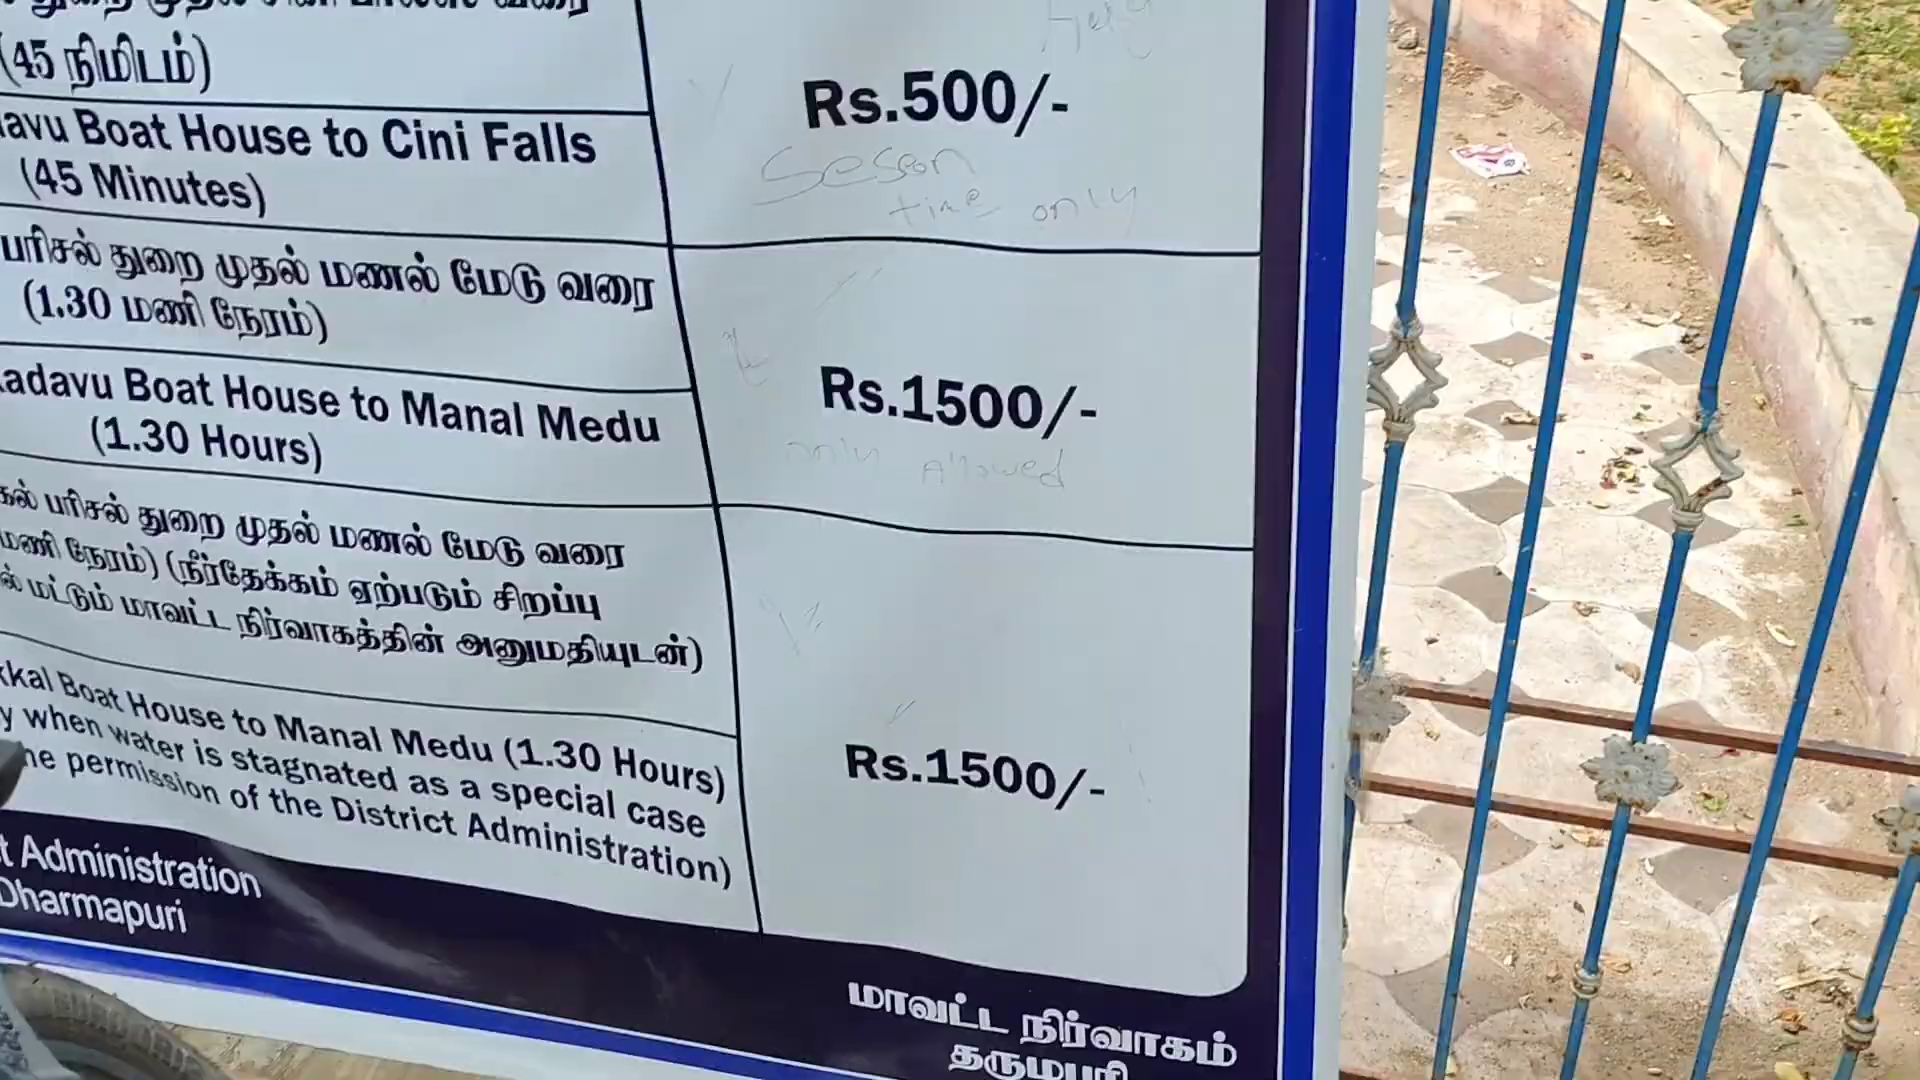 (45 நிமிடம்)
Rs.500/-
Boat House to Cini Falls
(45 Minutes)
Seson
time only
பரிசல் துறை முதல் மணல் மேடு வரை
(1.30 மணி நேரம்)
Rs.1500/-
Boat House to Manal Medu
(1.30 Hours)
only Allowed
பரிசல் துறை முதல் மணல் மேடு வரை
மணி நேரம்) (நீர்தேக்கம் ஏற்படும் சிறப்பு
மட்டும் மாவட்ட நிர்வாகத்தின் அனுமதியுடன்)
Rs.1500/-
Boat House to Manal Medu (1.30 Hours)
when water is stagnated as a special case
permission of the District Administration)
Administration
Dharmapuri
மாவட்ட நிர்வாகம்
தருமபுரி